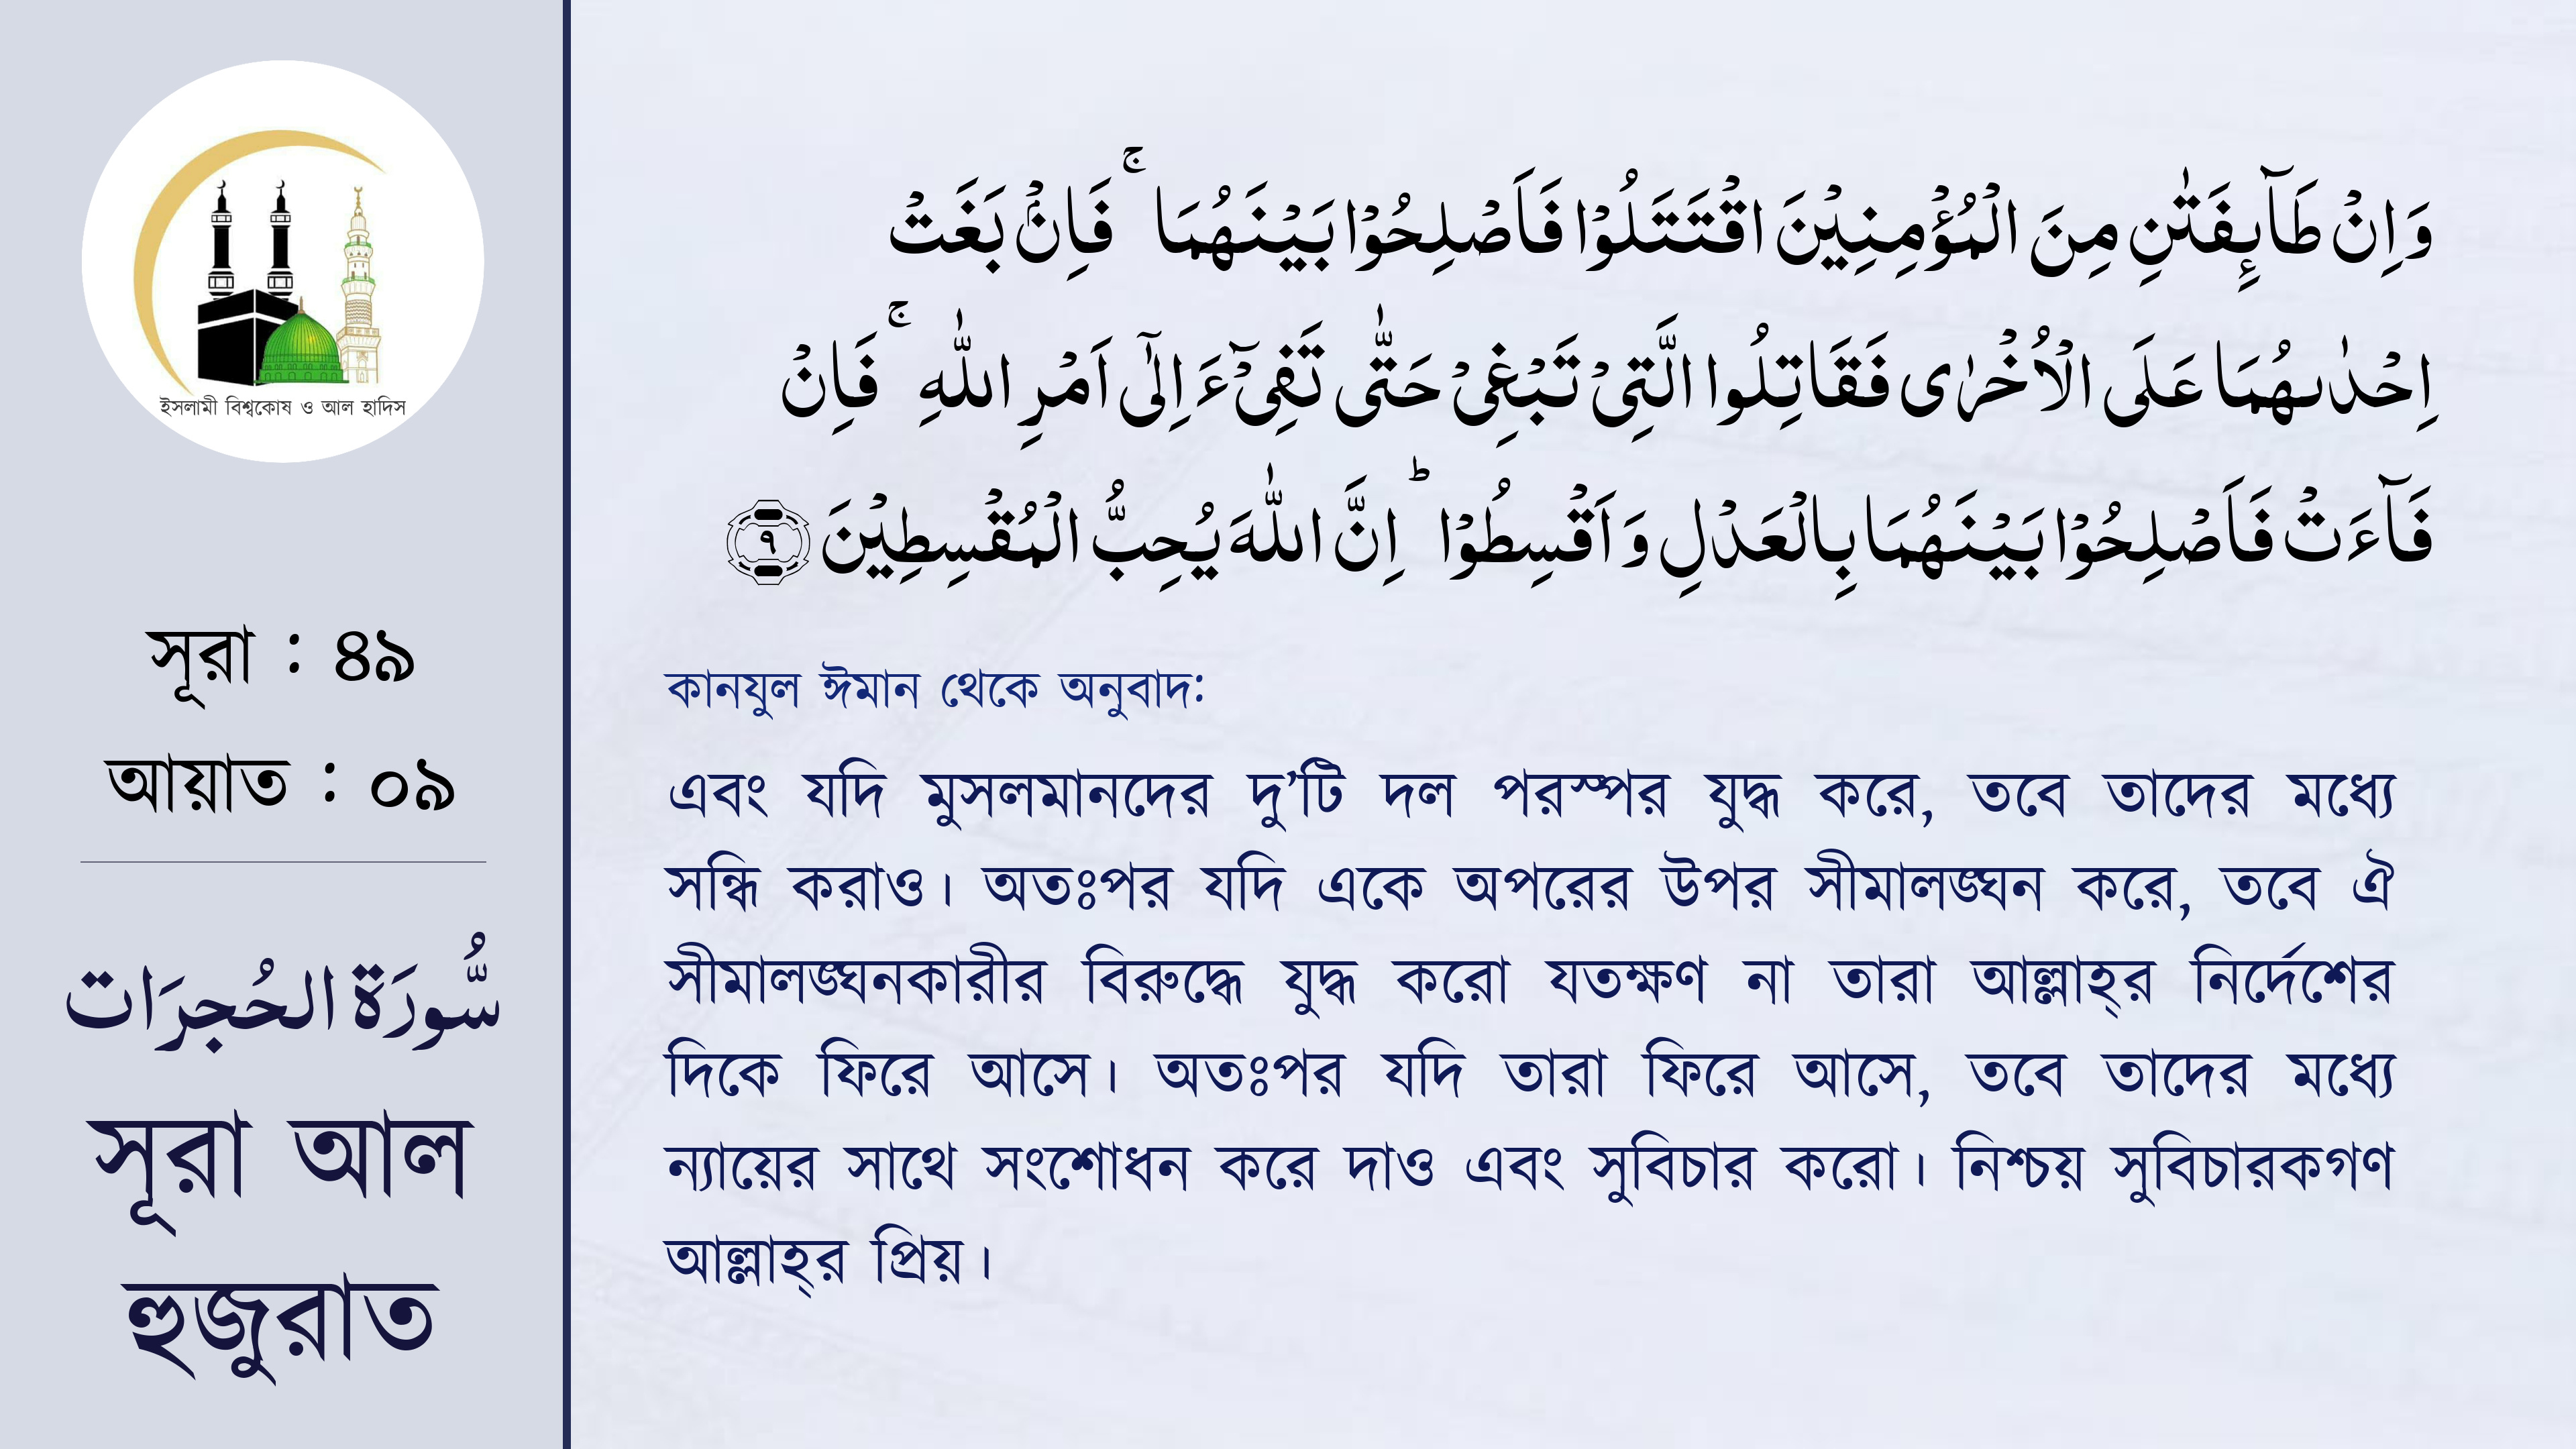 ইসলামী বিশ্বকোষ ও আল হাদিস
সূরা : ৪৯
আয়াত : ০৯
سُّورَة الحُجِرَات
সূরা আল
হুজুরাত
وَاِنۡ طَآٮِٕفَتٰنِ مِنَ الۡمُؤۡمِنِيۡنَ اقۡتَتَلُوۡا فَاَصۡلِحُوۡا بَيۡنَهُمَا‌ ۚ فَاِنۡۢ بَغَتۡ
اِحۡدٰٮهُمَا عَلَى الۡاُخۡرٰى فَقَاتِلُوا الَّتِىۡ تَبۡغِىۡ حَتّٰى تَفِىۡٓءَ اِلٰٓى اَمۡرِ اللّٰهِ ‌ۚ فَاِنۡ
فَآءَتۡ فَاَصۡلِحُوۡا بَيۡنَهُمَا بِالۡعَدۡلِ وَاَقۡسِطُوۡا‌ ؕ اِنَّ اللّٰهَ يُحِبُّ الۡمُقۡسِطِيۡنَ ٩
কানযুল ঈমান থেকে অনুবাদ:
এবং যদি মুসলমানদের দু’টি দল পরস্পর যুদ্ধ করে, তবে তাদের মধ্যে
সন্ধি করাও। অতঃপর যদি একে অপরের উপর সীমালঙ্ঘন করে, তবে ঐ
সীমালঙ্ঘনকারীর বিরুদ্ধে যুদ্ধ করো যতক্ষণ না তারা আল্লাহ্‌র নির্দেশের
দিকে ফিরে আসে। অতঃপর যদি তারা ফিরে আসে, তবে তাদের মধ্যে
ন্যায়ের সাথে সংশোধন করে দাও এবং সুবিচার করো। নিশ্চয় সুবিচারকগণ
আল্লাহ্‌র প্রিয়।